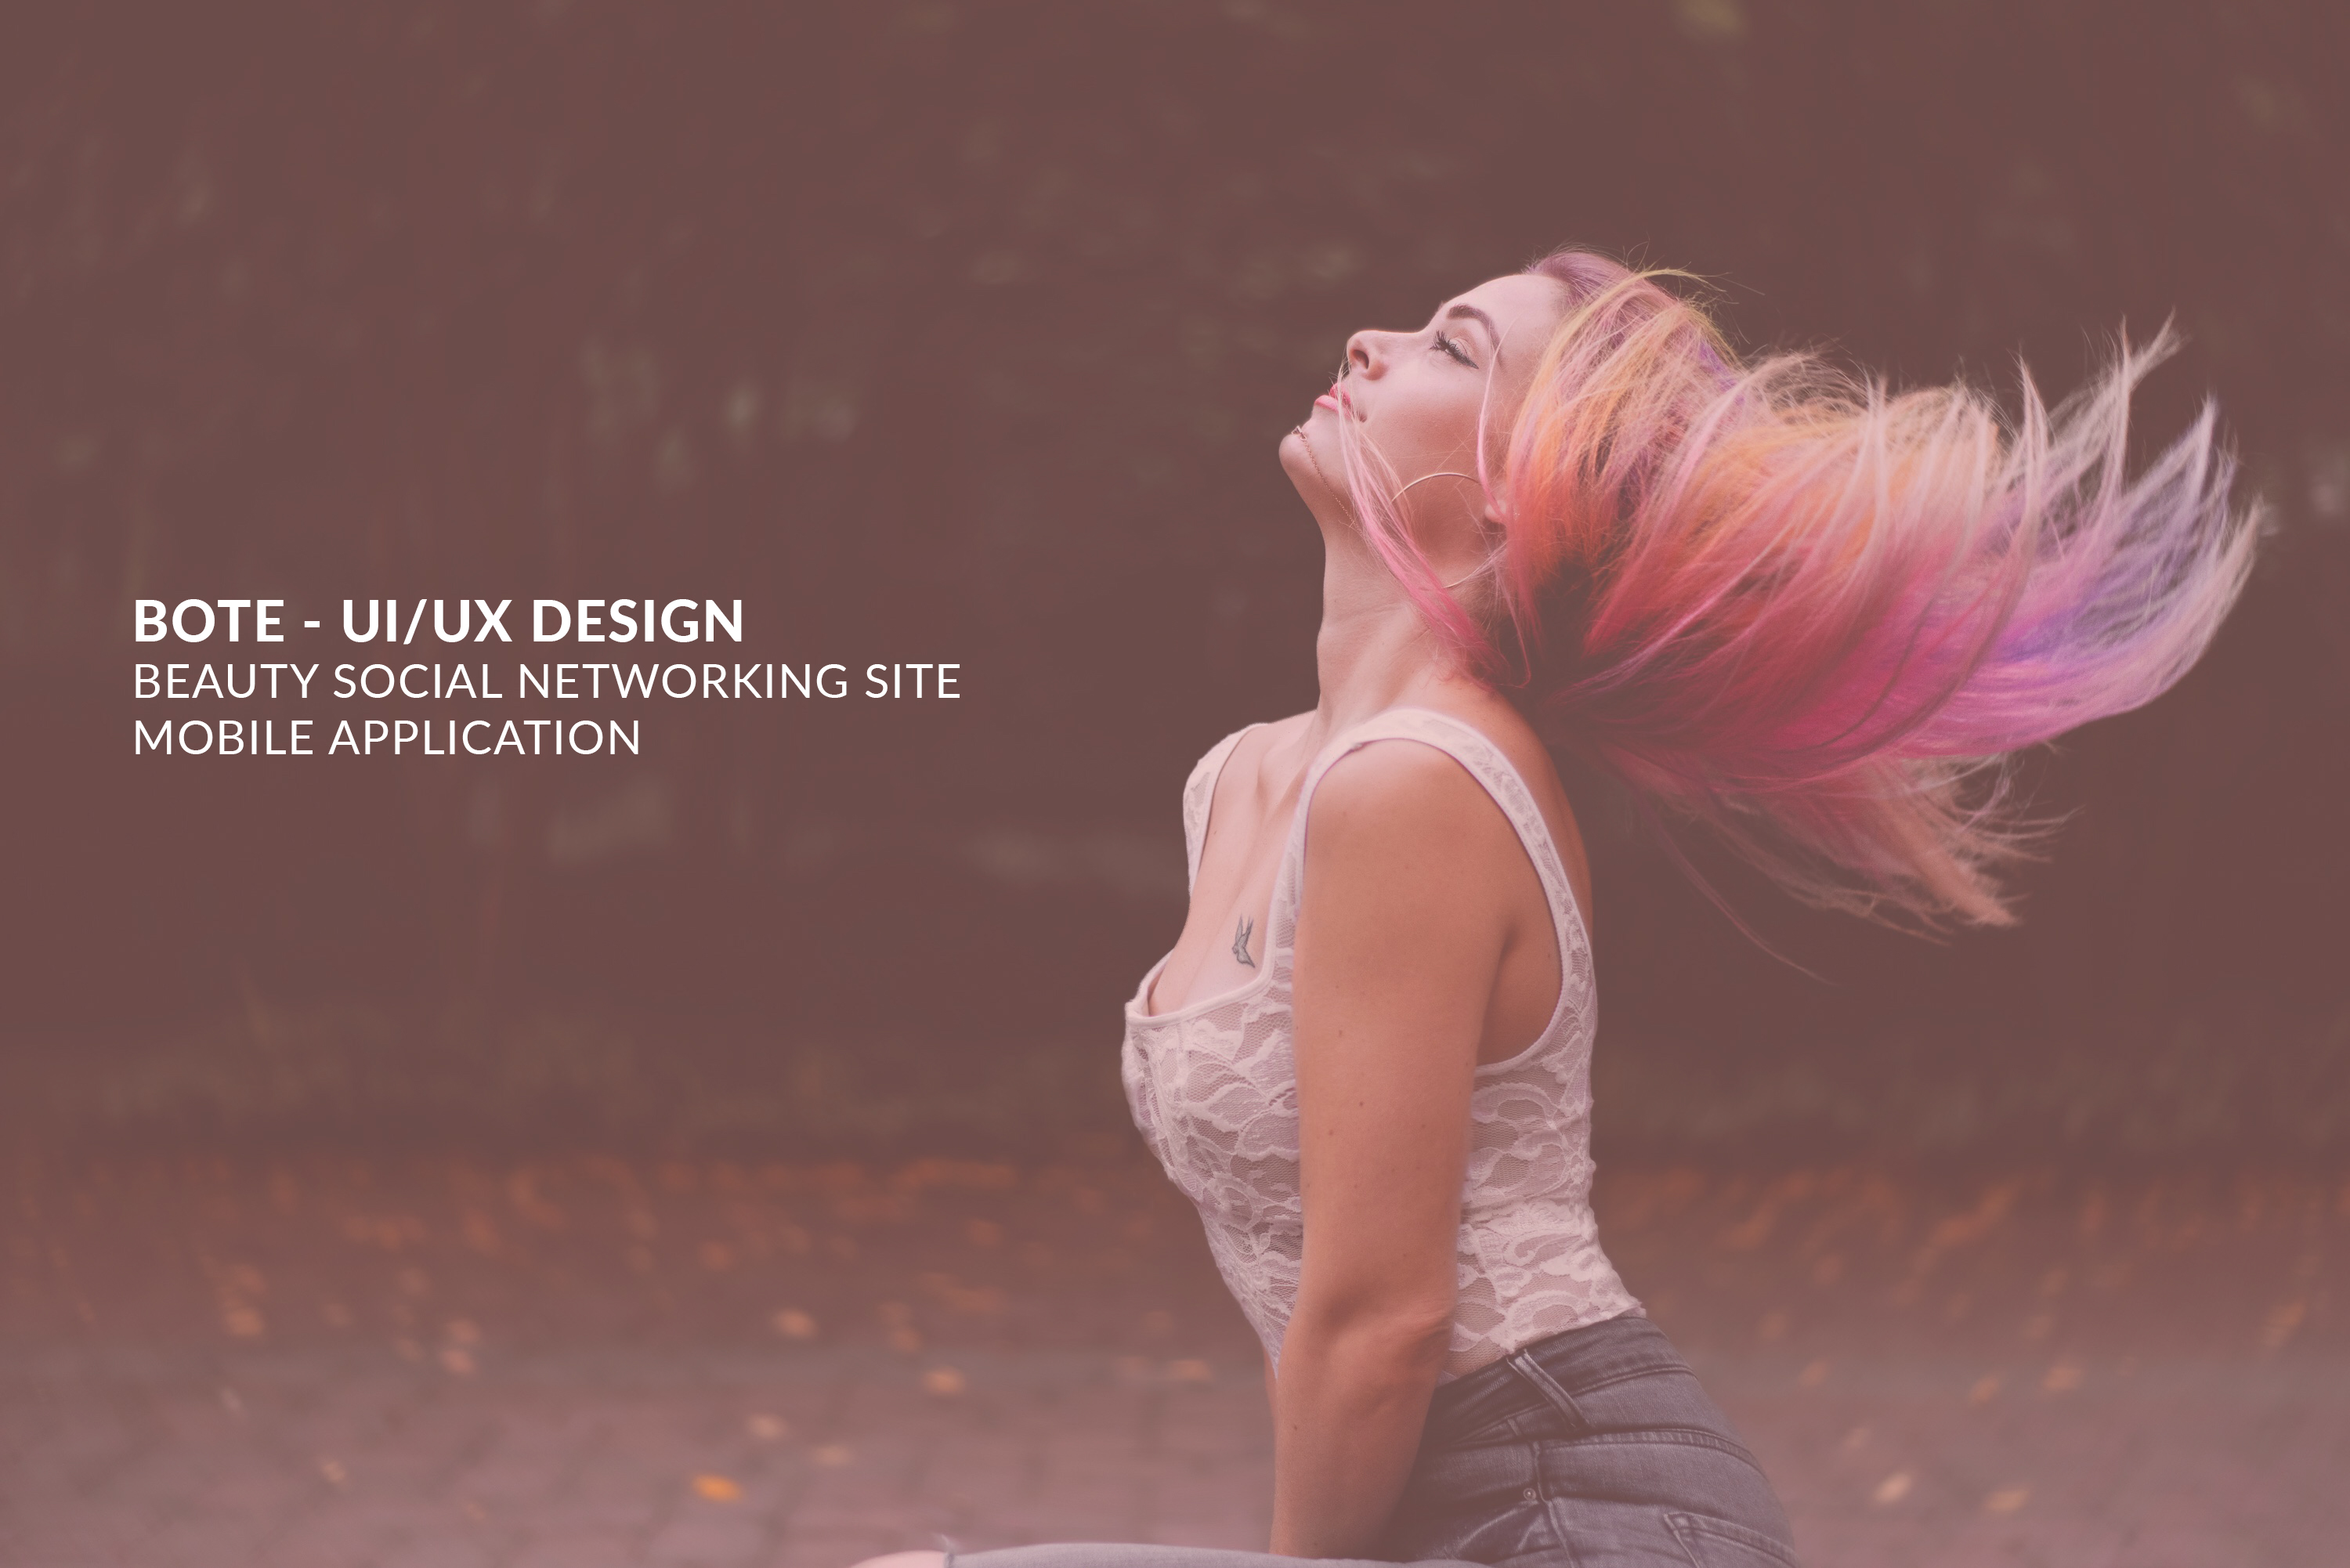 BOTE - UI/UX DESIGN
BEAUTY SOCIAL NETWORKING SITE
MOBILE APPLICATION